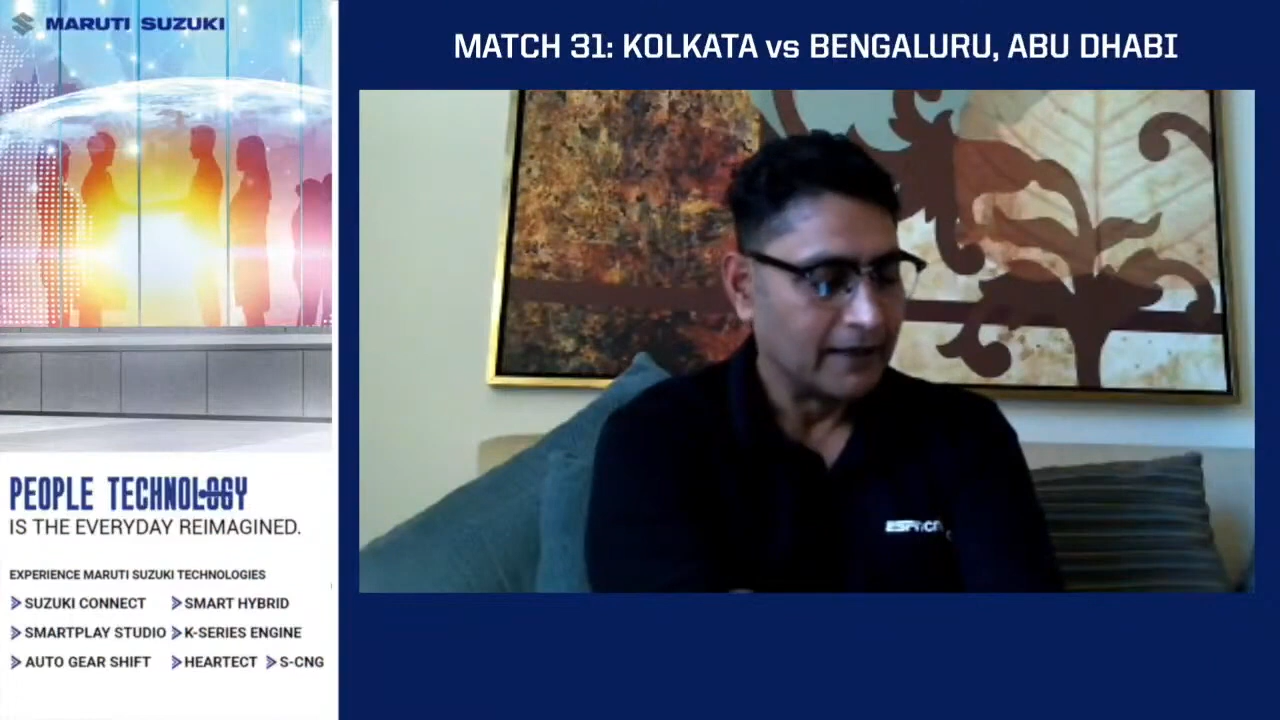 MARUTI SUZUKI
MATCH 31: KOLKATA vs BENGALURU, ABU DHABI
PEOPLE TECHNOLOGY
IS THE EVERYDAY REIMAGINED.
EXPERIENCE MARUTI SUZUKI TECHNOLOGIES
SUZUKI CONNECT SMART HYBRID
SMARTPLAY STUDIO K-SERIES ENGINE
AUTO GEAR SHIFT HEARTECT S-CNG